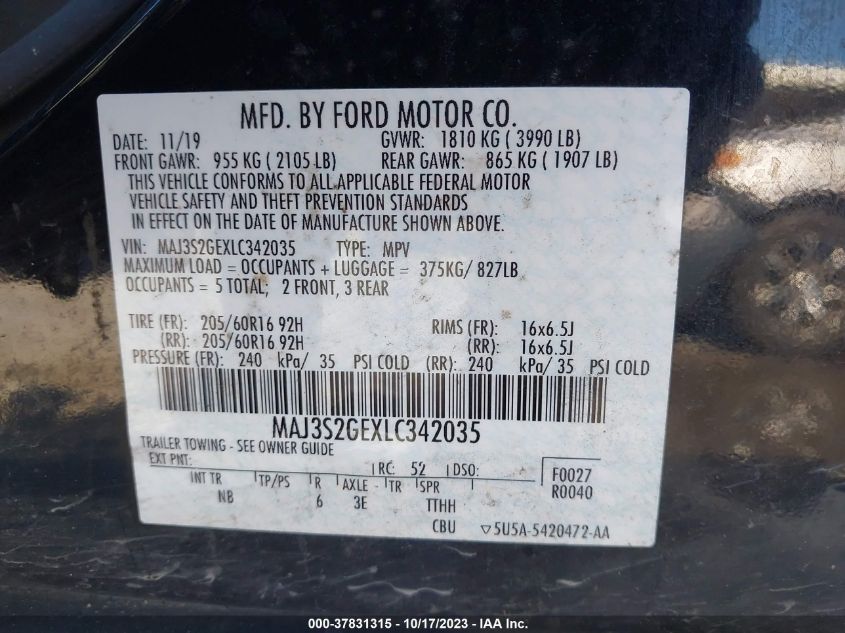 MFD. BY FORD MOTOR CO.
DATE: 11/19 GVWR: 1810 KG ( 3990 LB)
FRONT GAWR: 955 KG ( 2105 LB) REAR GAWR: 865 KG ( 1907 LB)
THIS VEHICLE CONFORMS TO ALL APPLICABLE FEDERAL MOTOR
VEHICLE SAFETY AND THEFT PREVENTION STANDARDS
IN EFFECT ON THE DATE OF MANUFACTURE SHOWN ABOVE.
VIN: MAJ3S2GEXLC342035 TYPE: MPV
MAXIMUM LOAD = OCCUPANTS + LUGGAGE = 375KG/ 827LB
OCCUPANTS = 5 TOTAL, 2 FRONT, 3 REAR
TIRE (FR): 205/60R16 92H RIMS (FR): 16x6.5J
(RR): 205/60R16 92H (RR): 16x6.5J
PRESSURE (FR): 240 kPa/ 35 PSI COLD (RR): 240 kPa/ 35 PSI COLD
MAJ3S2GEXLC342035
TRAILER TOWING - SEE OWNER GUIDE
EXT PNT: RC: 52 DSO: F0027
INT TR TP/PS R AXLE TR SPR R0040
NB 6 3E TTHH
CBU ▽5U5A-5420472-AA
000-37831315 - 10/17/2023 - IAA Inc.